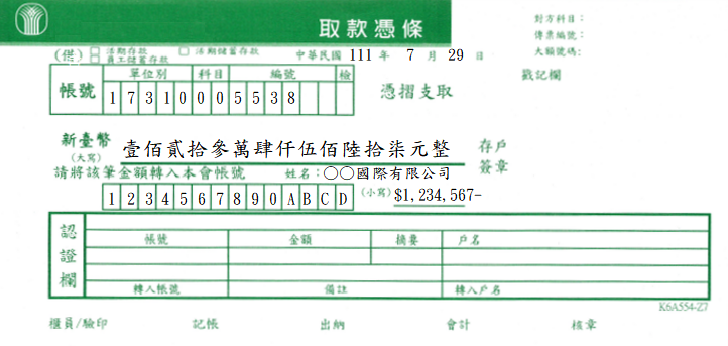 取款憑條
對方科目：
傳票編號：
大額號碼：
(借) 活期存款 活期儲蓄存款
員工儲蓄存款
中華民國 111 年 7 月 29 日
戳記欄
單位別 科目 編號 檢
帳號 1 7 3 1 0 0 0 5 5 3 8
憑摺支取
新臺幣
(大寫) 壹佰貳拾參萬肆仟伍佰陸拾柒元整
存戶
簽章
請將該筆金額轉入本會帳號 姓名：○○國際有限公司
1 2 3 4 5 6 7 8 9 0 A B C D (小寫) $1,234,567-
認證欄
帳號 金額 摘要 戶名
轉入帳號 備註 轉入戶名
K6A554-Z7
櫃員/驗印 記帳 出納 會計 核章